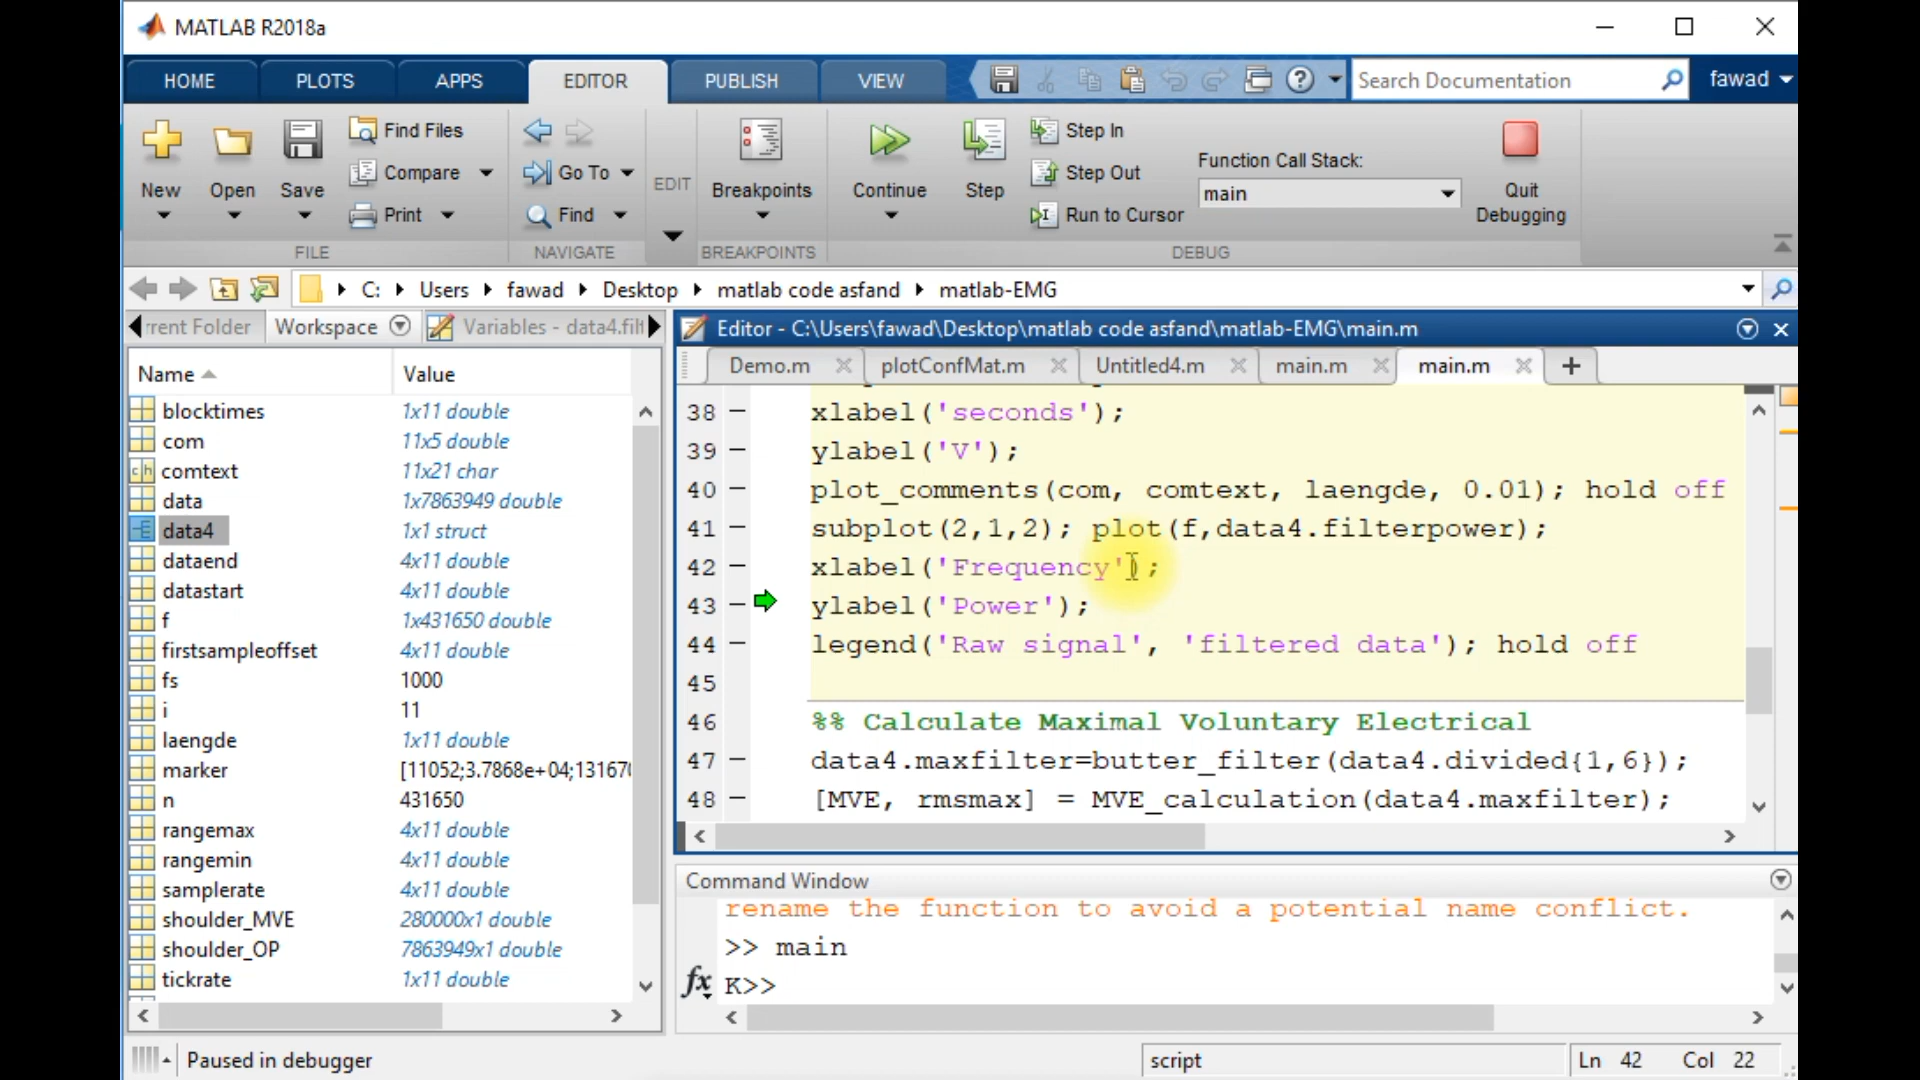 MATLAB R2018a
HOME PLOTS APPS EDITOR PUBLISH VIEW Search Documentation fawad
New Open Save Find Files Compare Print Go To Find EDIT Breakpoints Continue Step Step In Step Out Run to Cursor Function Call Stack: main Quit Debugging
FILE NAVIGATE BREAKPOINTS DEBUG
C: Users fawad Desktop matlab code asfand matlab-EMG
rrent Folder Workspace Variables - data4.filt
Name Value
blocktimes 1x11 double
com 11x5 double
comtext 11x21 char
data 1x7863949 double
data4 1x1 struct
dataend 4x11 double
datastart 4x11 double
f 1x431650 double
firstsampleoffset 4x11 double
fs 1000
i 11
laengde 1x11 double
marker [11052;3.7868e+04;131670
n 431650
rangemax 4x11 double
rangemin 4x11 double
samplerate 4x11 double
shoulder_MVE 280000x1 double
shoulder_OP 7863949x1 double
tickrate 1x11 double
Editor - C:\Users\fawad\Desktop\matlab code asfand\matlab-EMG\main.m
Demo.m plotConfMat.m Untitled4.m main.m main.m
38 xlabel('seconds');
39 ylabel('V');
40 plot_comments(com, comtext, laengde, 0.01); hold off
41 subplot(2,1,2); plot(f,data4.filterpower);
42 xlabel('Frequency');
43 ylabel('Power');
44 legend('Raw signal', 'filtered data'); hold off
45
46 %% Calculate Maximal Voluntary Electrical
47 data4.maxfilter=butter_filter(data4.divided{1,6});
48 [MVE, rmsmax] = MVE_calculation(data4.maxfilter);
Command Window
rename the function to avoid a potential name conflict.
>> main
fx K>>
Paused in debugger script Ln 42 Col 22